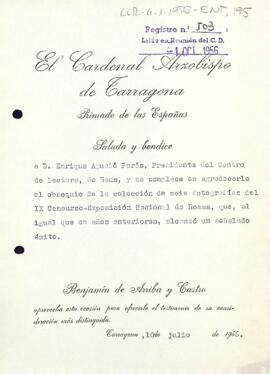 CLR-4-1-1956-ENT, 195
Registro n.º 503
Leído en Reunión del C. D.
1 OCT. 1956
El Cardenal Arzobispo
de Tarragona
Primado de las Españas
Saluda y bendice
a D. Enrique Aguadé Parés, Presidente del Centro
de Lectura, de Reus, y se complace en agradecerle
el obsequio de la colección de seis fotografías del
IX Concurso-Exposición Nacional de Rosas, que, al
igual que en años anteriores, alcanzó un señalado
éxito.
Benjamín de Arriba y Castro
aprovecha esta ocasión para ofrecerle el testimonio de su consi-
deración más distinguida.
Tarragona, 10 de julio de 1956.